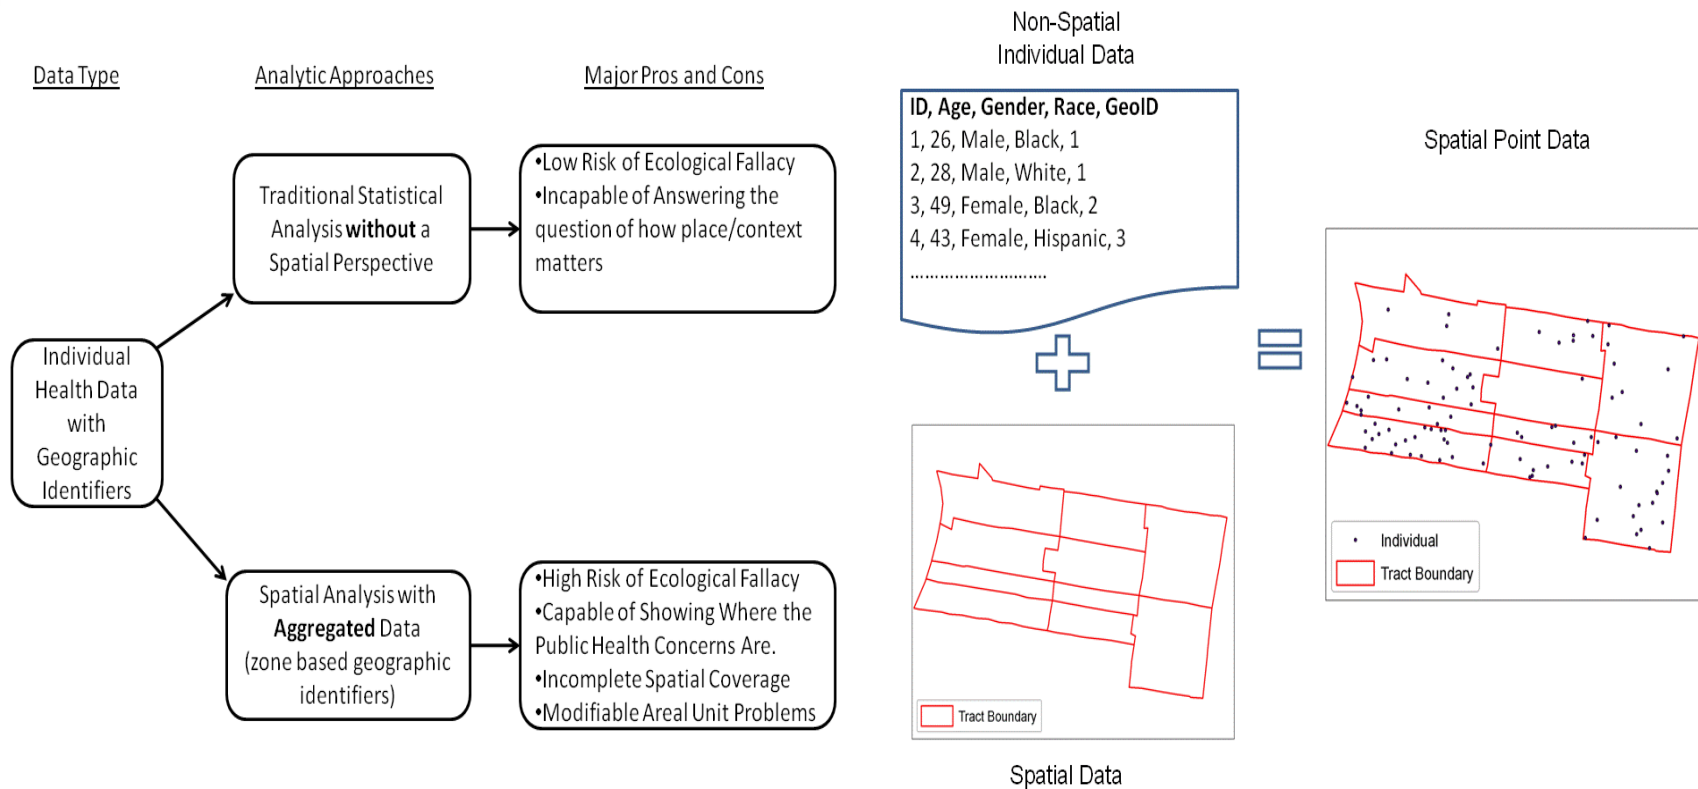 Data Type
Analytic Approaches
Major Pros and Cons
Individual
Health Data
with
Geographic
Identifiers
Traditional Statistical
Analysis without a
Spatial Perspective
•Low Risk of Ecological Fallacy
•Incapable of Answering the
question of how place/context
matters
Spatial Analysis with
Aggregated Data
(zone based geographic
identifiers)
•High Risk of Ecological Fallacy
•Capable of Showing Where the
Public Health Concerns Are.
•Incomplete Spatial Coverage
•Modifiable Areal Unit Problems
Non-Spatial
Individual Data
ID, Age, Gender, Race, GeoID
1, 26, Male, Black, 1
2, 28, Male, White, 1
3, 49, Female, Black, 2
4, 43, Female, Hispanic, 3
...........................
Tract Boundary
Spatial Data
Spatial Point Data
Individual
Tract Boundary